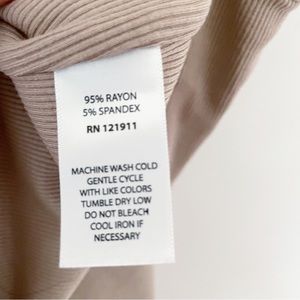 95% RAYON
5% SPANDEX
RN 121911
MACHINE WASH COLD
GENTLE CYCLE
WITH LIKE COLORS
TUMBLE DRY LOW
DO NOT BLEACH
COOL IRON IF
NECESSARY